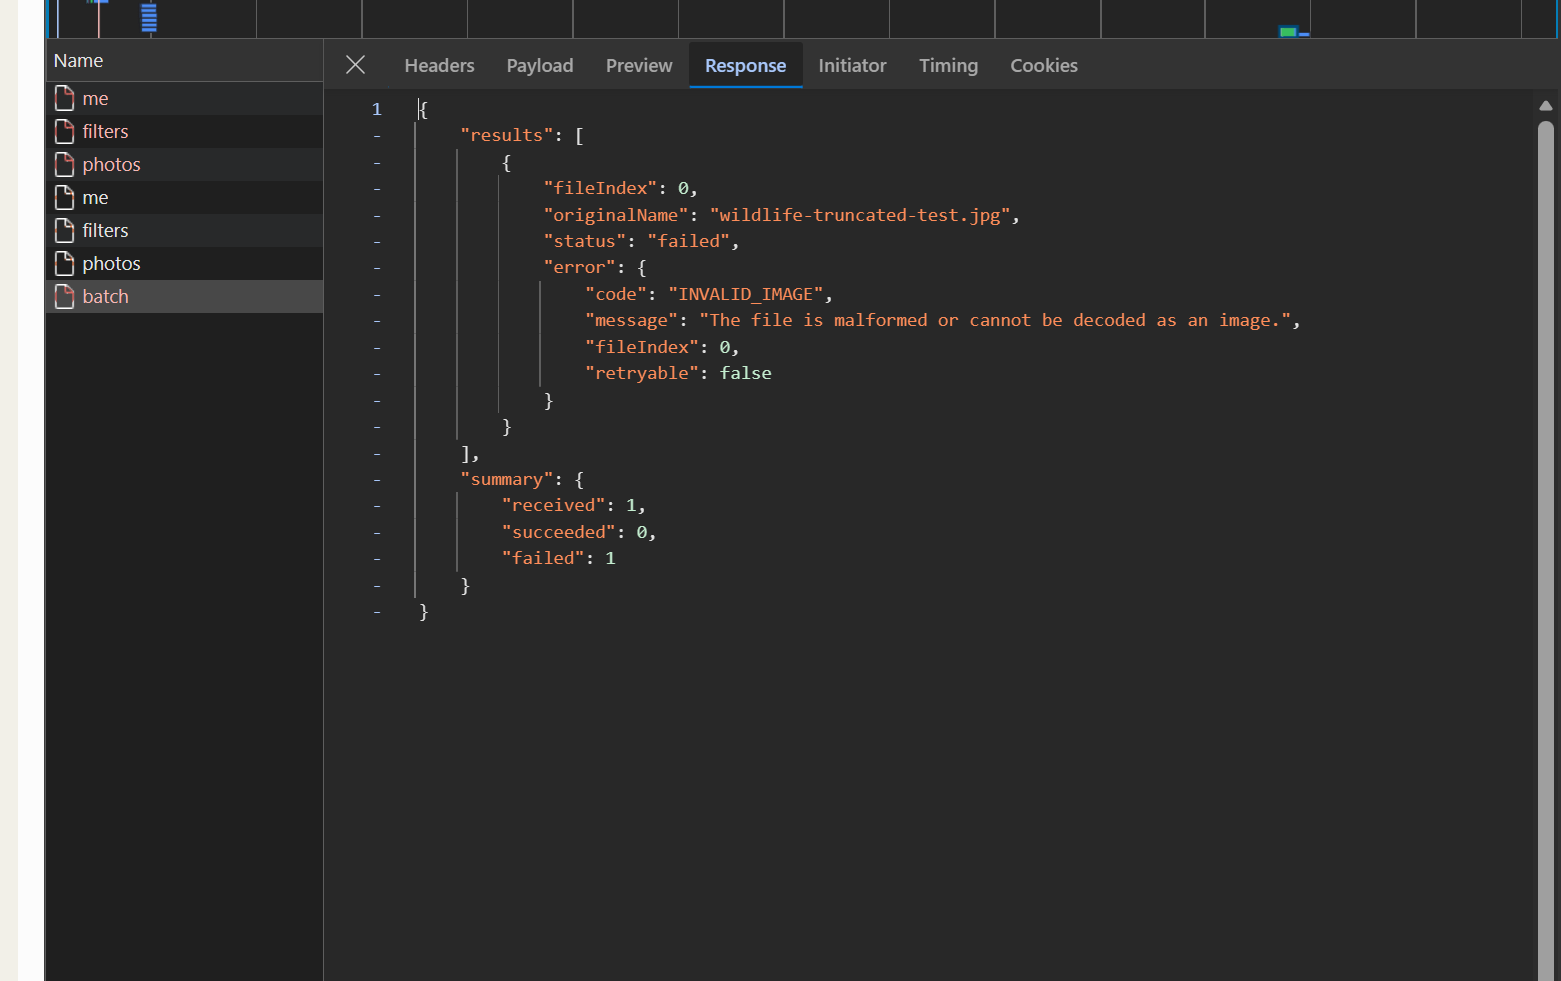 Name
me
filters
photos
me
filters
photos
batch
Headers Payload Preview Response Initiator Timing Cookies
1 {
- "results": [
- {
- "fileIndex": 0,
- "originalName": "wildlife-truncated-test.jpg",
- "status": "failed",
- "error": {
- "code": "INVALID_IMAGE",
- "message": "The file is malformed or cannot be decoded as an image.",
- "fileIndex": 0,
- "retryable": false
- }
- }
- ],
- "summary": {
- "received": 1,
- "succeeded": 0,
- "failed": 1
- }
- }